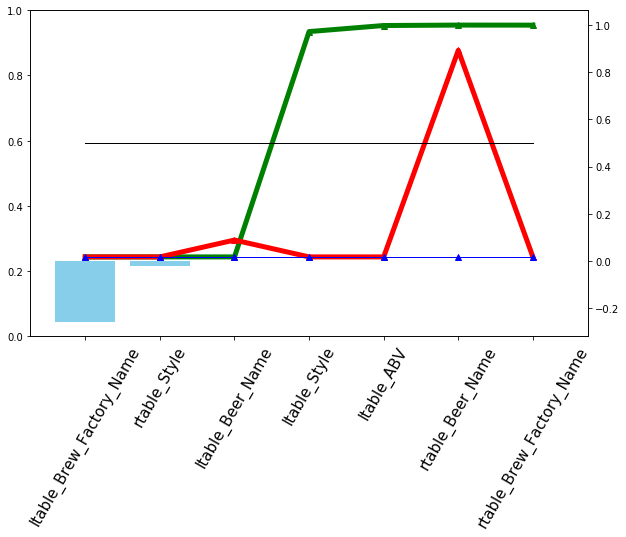 1.0
0.8
0.6
0.4
0.2
0.0
1.0
0.8
0.6
0.4
0.2
0.0
−0.2
ltable_Brew_Factory_Name
rtable_Style
ltable_Beer_Name
ltable_Style
ltable_ABV
rtable_Beer_Name
rtable_Brew_Factory_Name